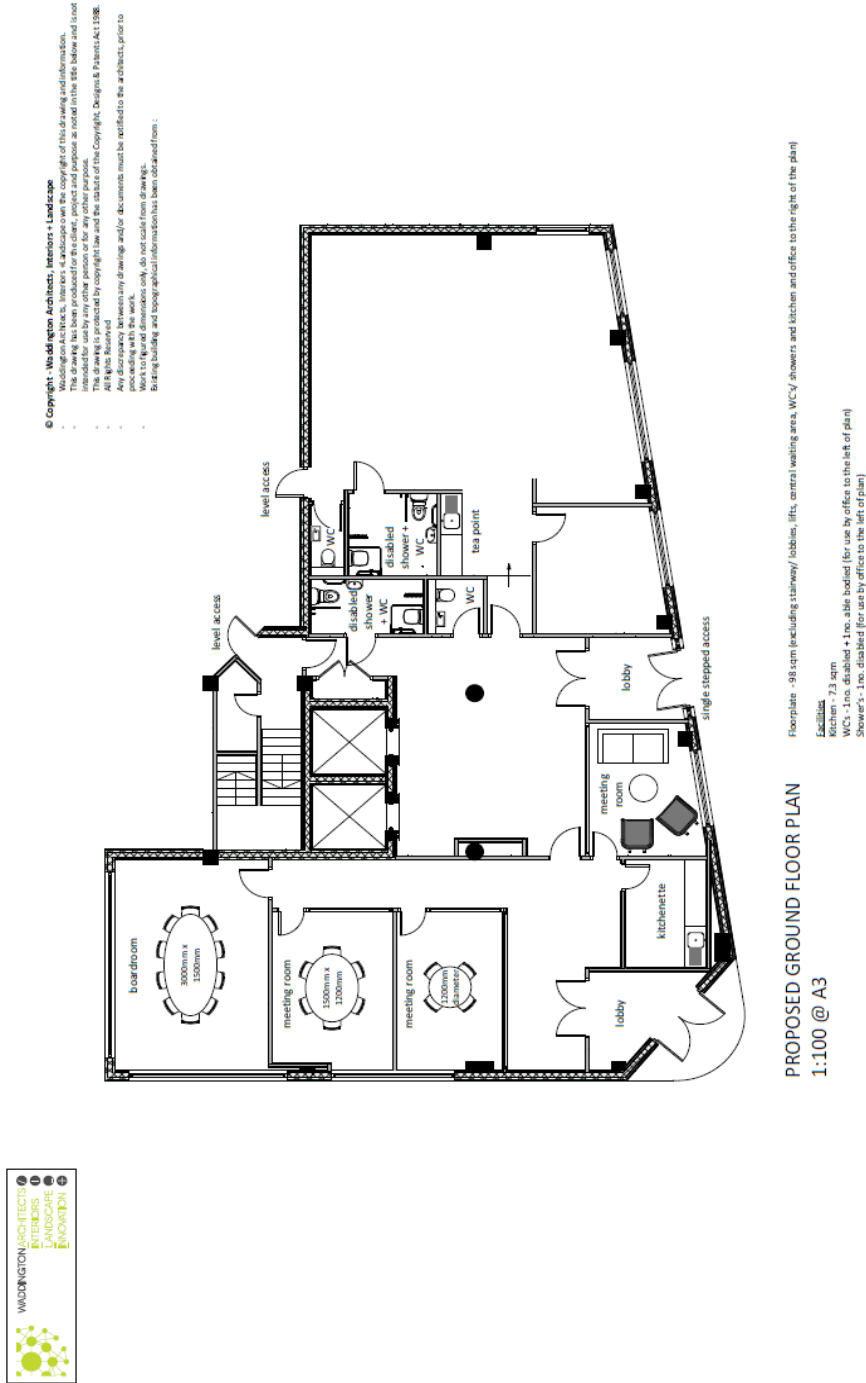 WADDINGTONARCHITECTS
INTERIORS
LANDSCAPE
INNOVATION
© Copyright - Waddington Architects, Interiors + Landscape
- Waddington Architects, Interiors + Landscape own the copyright of this drawing and information.
- This drawing has been produced for the client, project and purpose as noted in the title below and is not
intended for use by any other person or for any other purpose.
- This drawing is protected by copyright law and the statute of the Copyright, Designs & Patents Act 1988.
All Rights Reserved
- Any discrepancy between any drawings and/or documents must be notified to the architects, prior to
proceeding with the work.
- Work to figured dimensions only, do not scale from drawings.
Existing building and topographical information has been obtained from :
level access
level access
boardroom
3000mm x
1500mm
meeting room
1500mm x
1200mm
meeting room
1200mm
diameter
lobby
kitchenette
meeting
room
lobby
single stepped access
disabled
shower
+ WC
WC
WC
disabled
shower +
WC
tea point
PROPOSED GROUND FLOOR PLAN
1:100 @ A3
Floorplate - 98 sqm (excluding stairway/ lobbies, lifts, central waiting area, WC's/ showers and kitchen and office to the right of the plan)
Facilities
Kitchen - 7.3 sqm
WC's - 1no. disabled + 1no. able bodied (for use by office to the left of plan)
Shower's - 1no. disabled (for use by office to the left of plan)